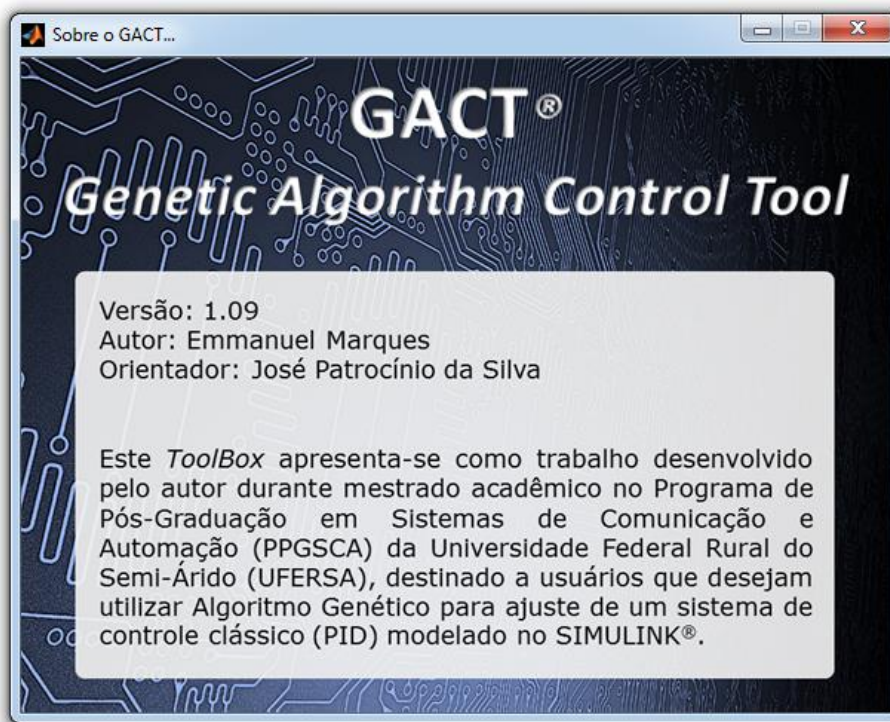 Sobre o GACT...
GACT®
Genetic Algorithm Control Tool
Versão: 1.09
Autor: Emmanuel Marques
Orientador: José Patrocínio da Silva
Este ToolBox apresenta-se como trabalho desenvolvido
pelo autor durante mestrado acadêmico no Programa de
Pós-Graduação em Sistemas de Comunicação e
Automação (PPGSCA) da Universidade Federal Rural do
Semi-Árido (UFERSA), destinado a usuários que desejam
utilizar Algoritmo Genético para ajuste de um sistema de
controle clássico (PID) modelado no SIMULINK®.